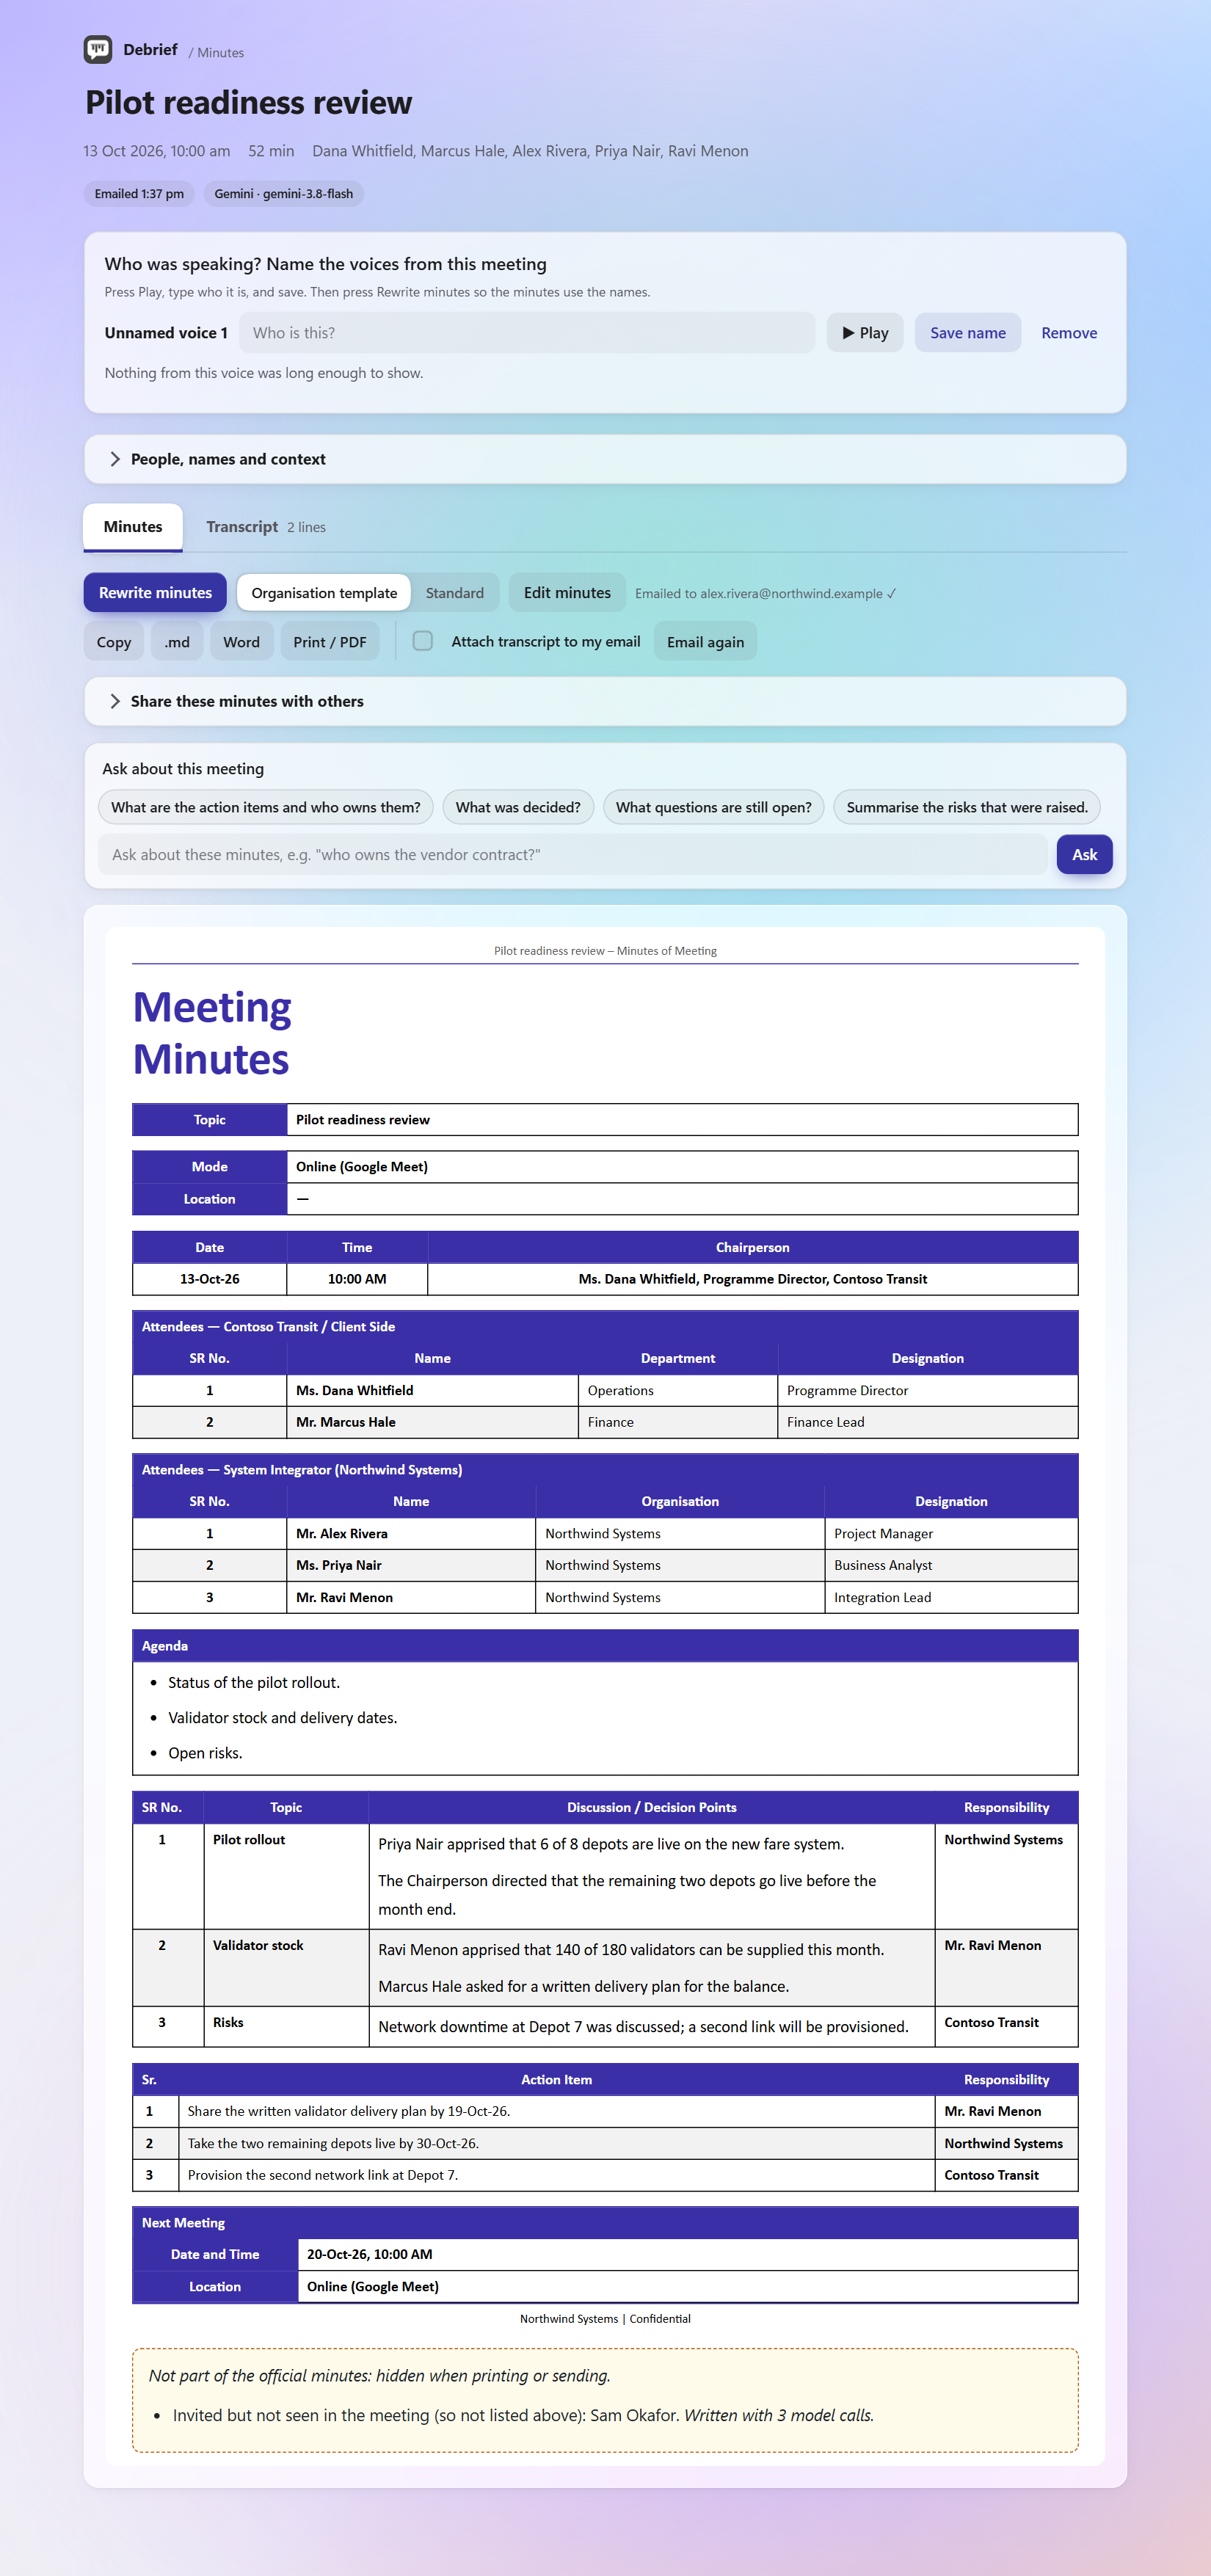 Debrief / Minutes
Pilot readiness review
13 Oct 2026, 10:00 am 52 min Dana Whitfield, Marcus Hale, Alex Rivera, Priya Nair, Ravi Menon
Emailed 1:37 pm Gemini · gemini-3.8-flash
Who was speaking? Name the voices from this meeting
Press Play, type who it is, and save. Then press Rewrite minutes so the minutes use the names.
Unnamed voice 1 Who is this? ▶ Play Save name Remove
Nothing from this voice was long enough to show.
People, names and context
Minutes Transcript 2 lines
Rewrite minutes Organisation template Standard Edit minutes Emailed to alex.rivera@northwind.example ✓
Copy .md Word Print / PDF Attach transcript to my email Email again
Share these minutes with others
Ask about this meeting
What are the action items and who owns them? What was decided? What questions are still open? Summarise the risks that were raised.
Ask about these minutes, e.g. "who owns the vendor contract?" Ask
Pilot readiness review – Minutes of Meeting
Meeting
Minutes
Topic Pilot readiness review
Mode Online (Google Meet)
Location —
Date Time Chairperson
13-Oct-26 10:00 AM Ms. Dana Whitfield, Programme Director, Contoso Transit
Attendees — Contoso Transit / Client Side
SR No. Name Department Designation
1 Ms. Dana Whitfield Operations Programme Director
2 Mr. Marcus Hale Finance Finance Lead
Attendees — System Integrator (Northwind Systems)
SR No. Name Organisation Designation
1 Mr. Alex Rivera Northwind Systems Project Manager
2 Ms. Priya Nair Northwind Systems Business Analyst
3 Mr. Ravi Menon Northwind Systems Integration Lead
Agenda
• Status of the pilot rollout.
• Validator stock and delivery dates.
• Open risks.
SR No. Topic Discussion / Decision Points Responsibility
1 Pilot rollout Priya Nair apprised that 6 of 8 depots are live on the new fare system. Northwind Systems
The Chairperson directed that the remaining two depots go live before the
month end.
2 Validator stock Ravi Menon apprised that 140 of 180 validators can be supplied this month. Mr. Ravi Menon
Marcus Hale asked for a written delivery plan for the balance.
3 Risks Network downtime at Depot 7 was discussed; a second link will be provisioned. Contoso Transit
Sr. Action Item Responsibility
1 Share the written validator delivery plan by 19-Oct-26. Mr. Ravi Menon
2 Take the two remaining depots live by 30-Oct-26. Northwind Systems
3 Provision the second network link at Depot 7. Contoso Transit
Next Meeting
Date and Time 20-Oct-26, 10:00 AM
Location Online (Google Meet)
Northwind Systems | Confidential
Not part of the official minutes: hidden when printing or sending.
• Invited but not seen in the meeting (so not listed above): Sam Okafor. Written with 3 model calls.